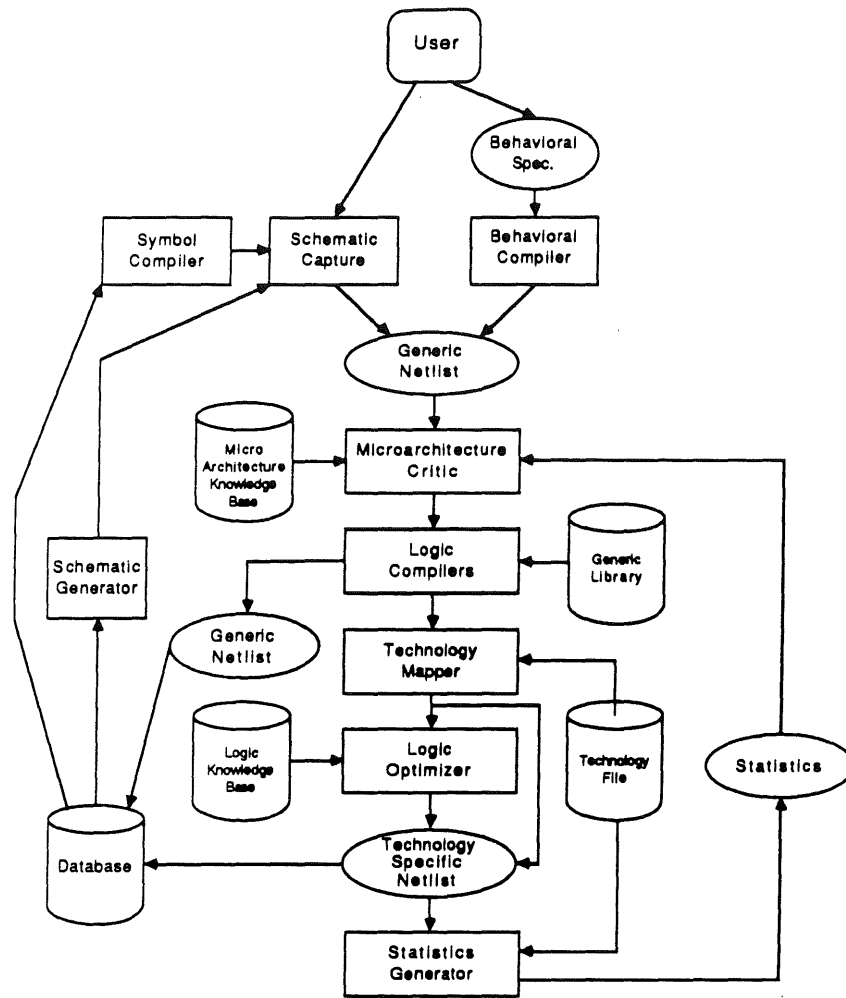 User
Behavioral
Spec.
Symbol
Compiler
Schematic
Capture
Behavioral
Compiler
Generic
Netlist
Micro
Architecture
Knowledge
Base
Microarchitecture
Critic
Schematic
Generator
Logic
Compilers
Generic
Library
Generic
Netlist
Technology
Mapper
Logic
Knowledge
Base
Logic
Optimizer
Technology
File
Statistics
Database
Technology
Specific
Netlist
Statistics
Generator